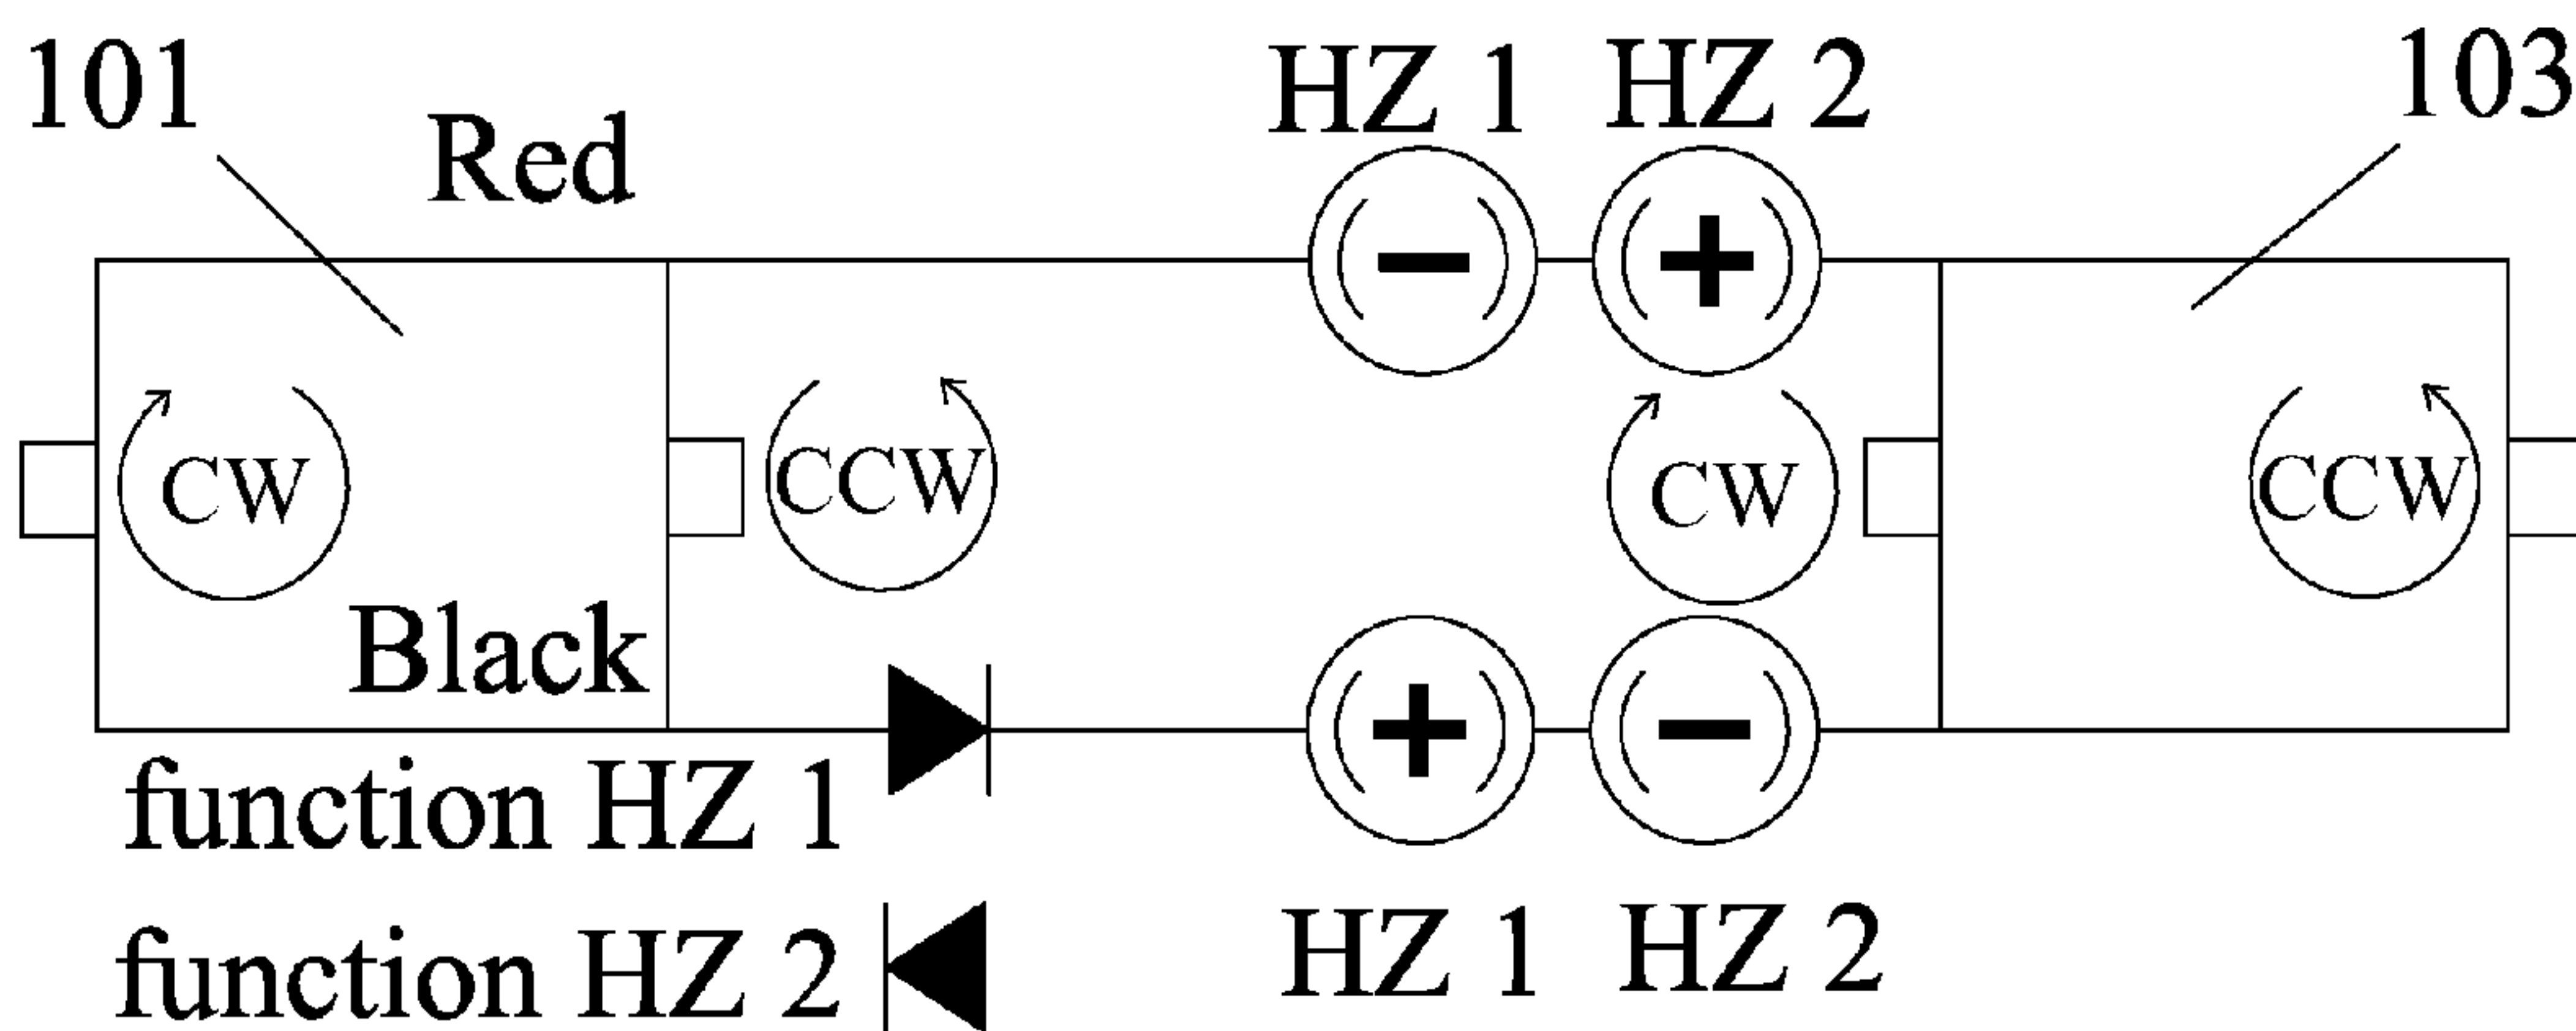 101
Red
HZ 1 HZ 2
103
CW
CCW
CW
CCW
Black
function HZ 1
function HZ 2
HZ 1 HZ 2